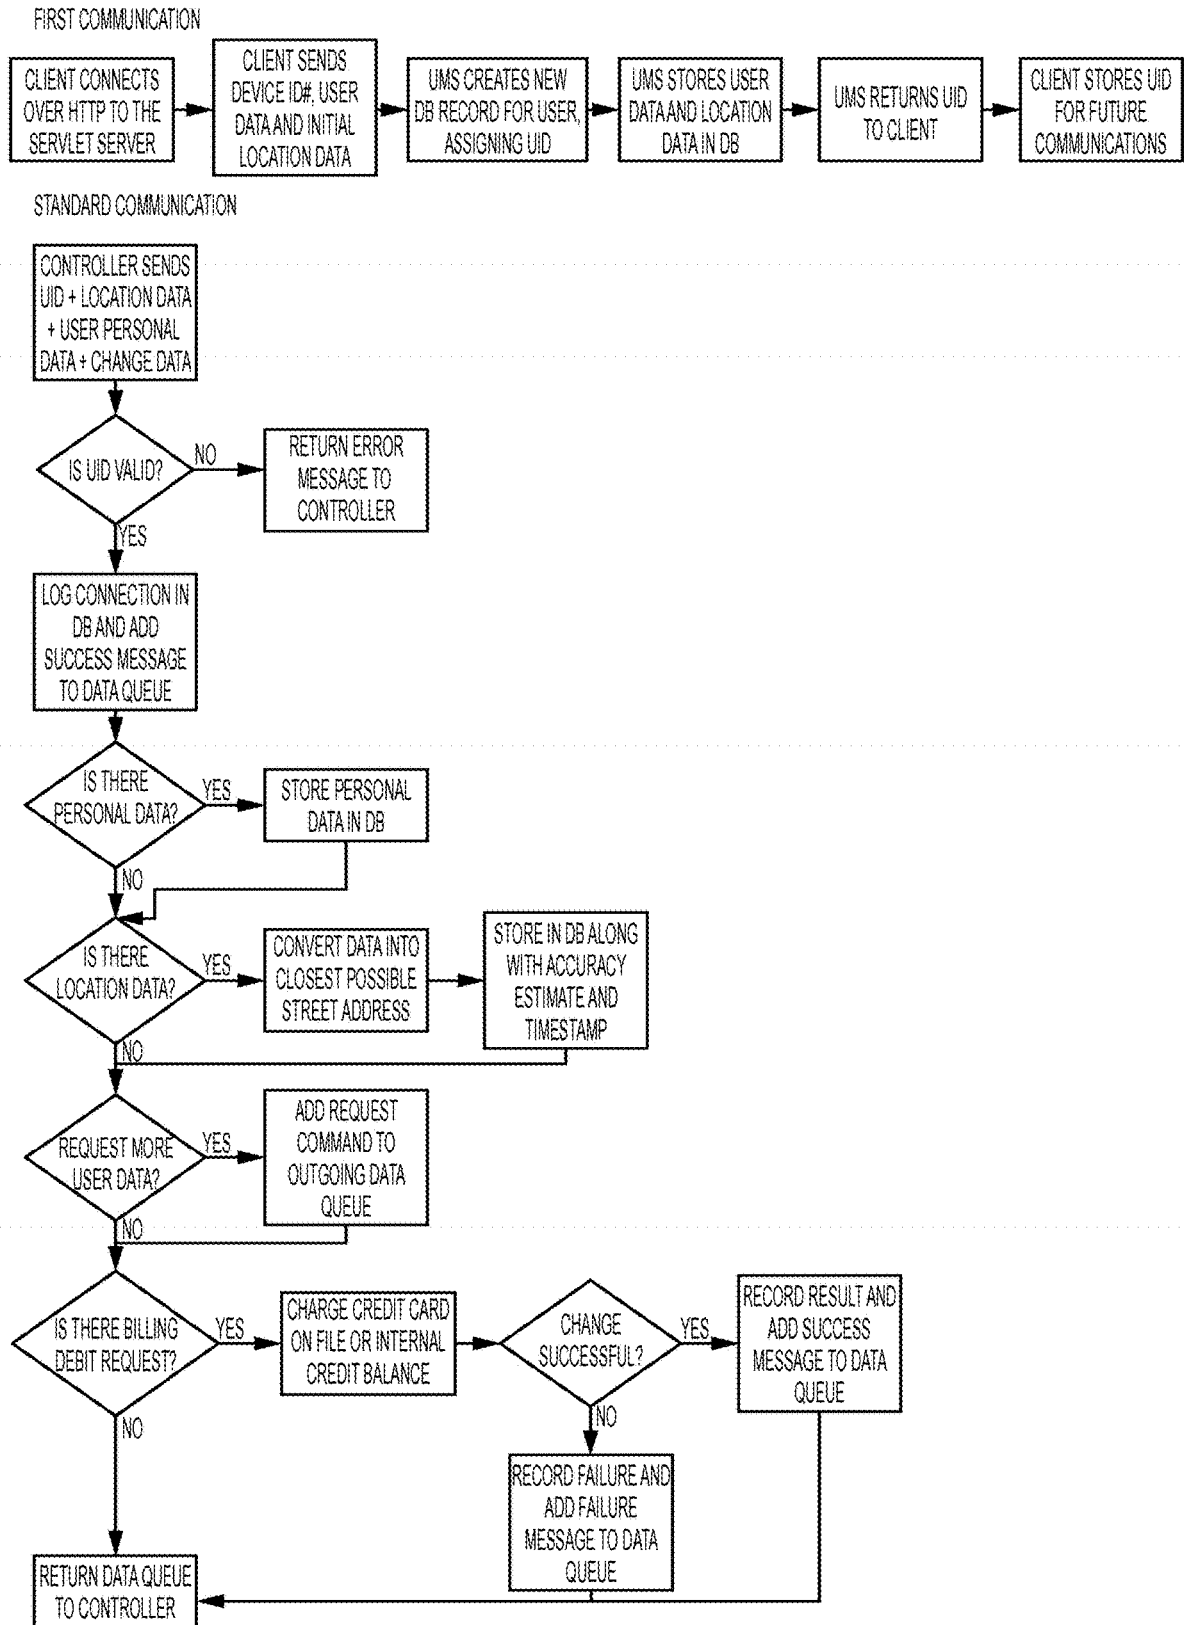 FIRST COMMUNICATION
CLIENT CONNECTS
OVER HTTP TO THE
SERVLET SERVER
CLIENT SENDS
DEVICE ID#, USER
DATA AND INITIAL
LOCATION DATA
UMS CREATES NEW
DB RECORD FOR USER,
ASSIGNING UID
UMS STORES USER
DATA AND LOCATION
DATA IN DB
UMS RETURNS UID
TO CLIENT
CLIENT STORES UID
FOR FUTURE
COMMUNICATIONS
STANDARD COMMUNICATION
CONTROLLER SENDS
UID + LOCATION DATA
+ USER PERSONAL
DATA + CHANGE DATA
IS UID VALID?
NO
RETURN ERROR
MESSAGE TO
CONTROLLER
YES
LOG CONNECTION IN
DB AND ADD
SUCCESS MESSAGE
TO DATA QUEUE
IS THERE
PERSONAL DATA?
YES
STORE PERSONAL
DATA IN DB
NO
IS THERE
LOCATION DATA?
YES
CONVERT DATA INTO
CLOSEST POSSIBLE
STREET ADDRESS
STORE IN DB ALONG
WITH ACCURACY
ESTIMATE AND
TIMESTAMP
NO
REQUEST MORE
USER DATA?
YES
ADD REQUEST
COMMAND TO
OUTGOING DATA
QUEUE
NO
IS THERE BILLING
DEBIT REQUEST?
YES
CHARGE CREDIT CARD
ON FILE OR INTERNAL
CREDIT BALANCE
CHANGE
SUCCESSFUL?
YES
RECORD RESULT AND
ADD SUCCESS
MESSAGE TO DATA
QUEUE
NO
NO
RECORD FAILURE AND
ADD FAILURE
MESSAGE TO DATA
QUEUE
RETURN DATA QUEUE
TO CONTROLLER